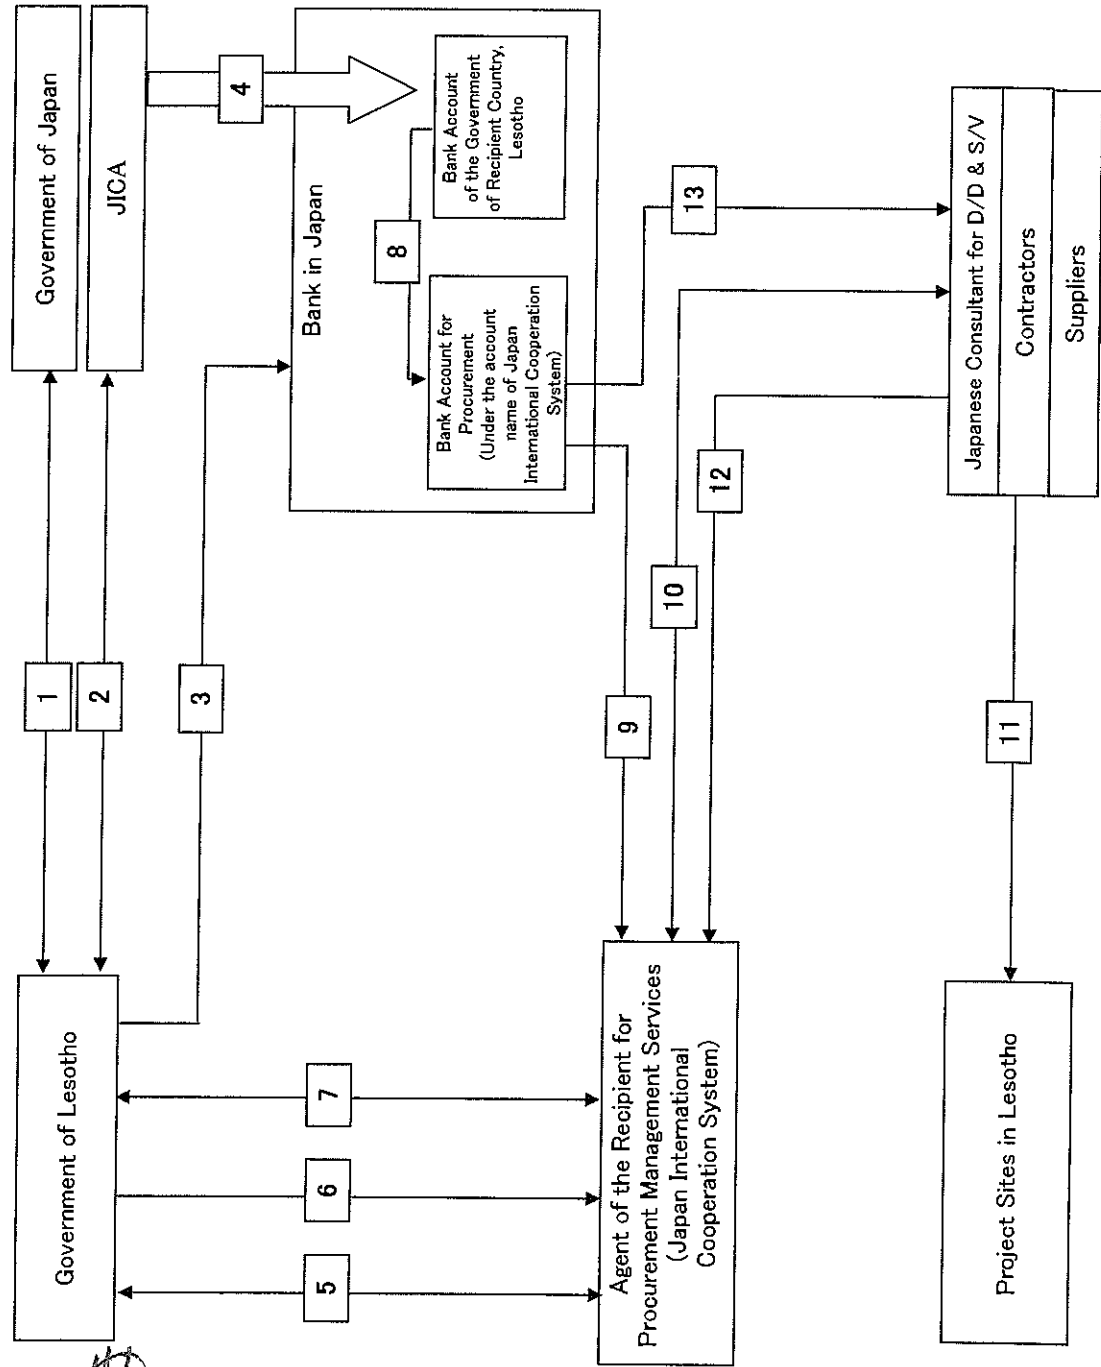 Government of Japan
JICA
Government of Lesotho
1
2
3
4
Bank in Japan
Bank Account
of the Government
of Recipient Country,
Lesotho
8
Bank Account for
Procurement
(Under the account
name of Japan
International Cooperation
System)
5
6
7
9
10
12
13
Agent of the Recipient for
Procurement Management Services
(Japan International
Cooperation System)
Japanese Consultant for D/D & S/V
Contractors
Suppliers
11
Project Sites in Lesotho